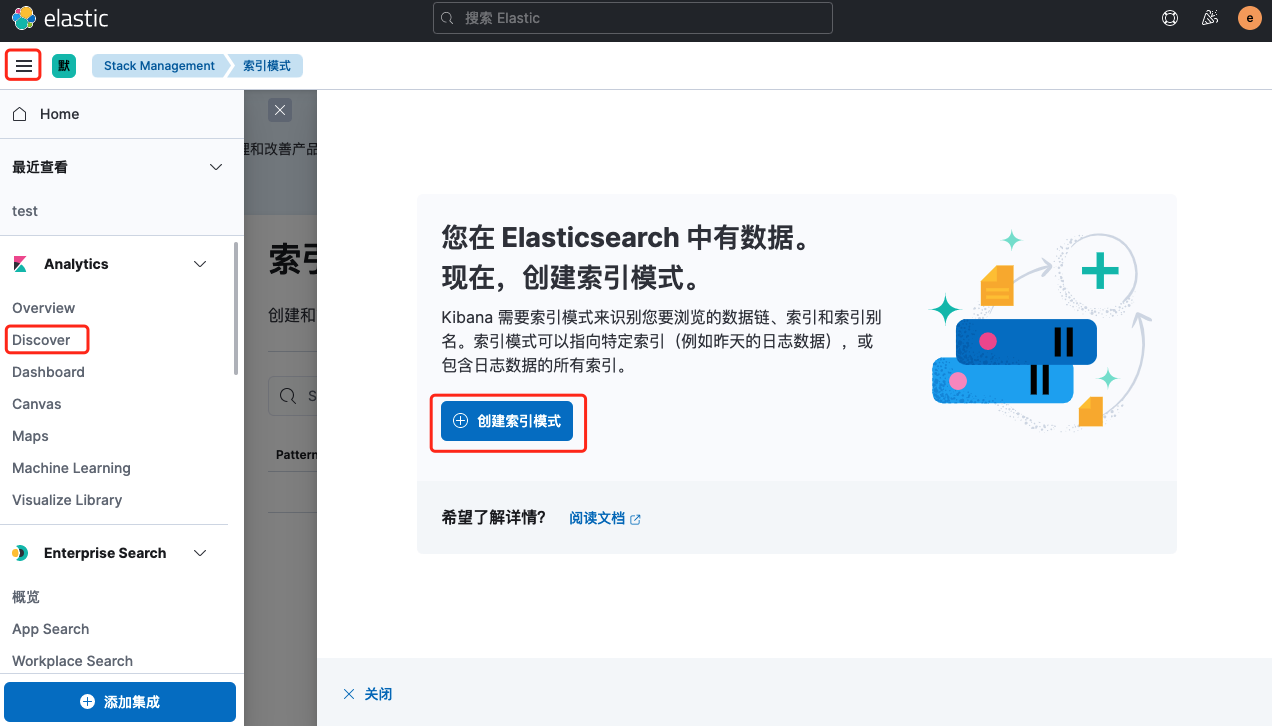 elastic
搜索 Elastic
e
默
Stack Management
索引模式
Home
最近查看
test
Analytics
Overview
Discover
Dashboard
Canvas
Maps
Machine Learning
Visualize Library
Enterprise Search
概览
App Search
Workplace Search
添加集成
理和改善产品
索引
创建和
S
Pattern
您在 Elasticsearch 中有数据。
现在，创建索引模式。
Kibana 需要索引模式来识别您要浏览的数据链、索引和索引别
名。索引模式可以指向特定索引（例如昨天的日志数据），或
包含日志数据的所有索引。
创建索引模式
希望了解详情?
阅读文档
关闭